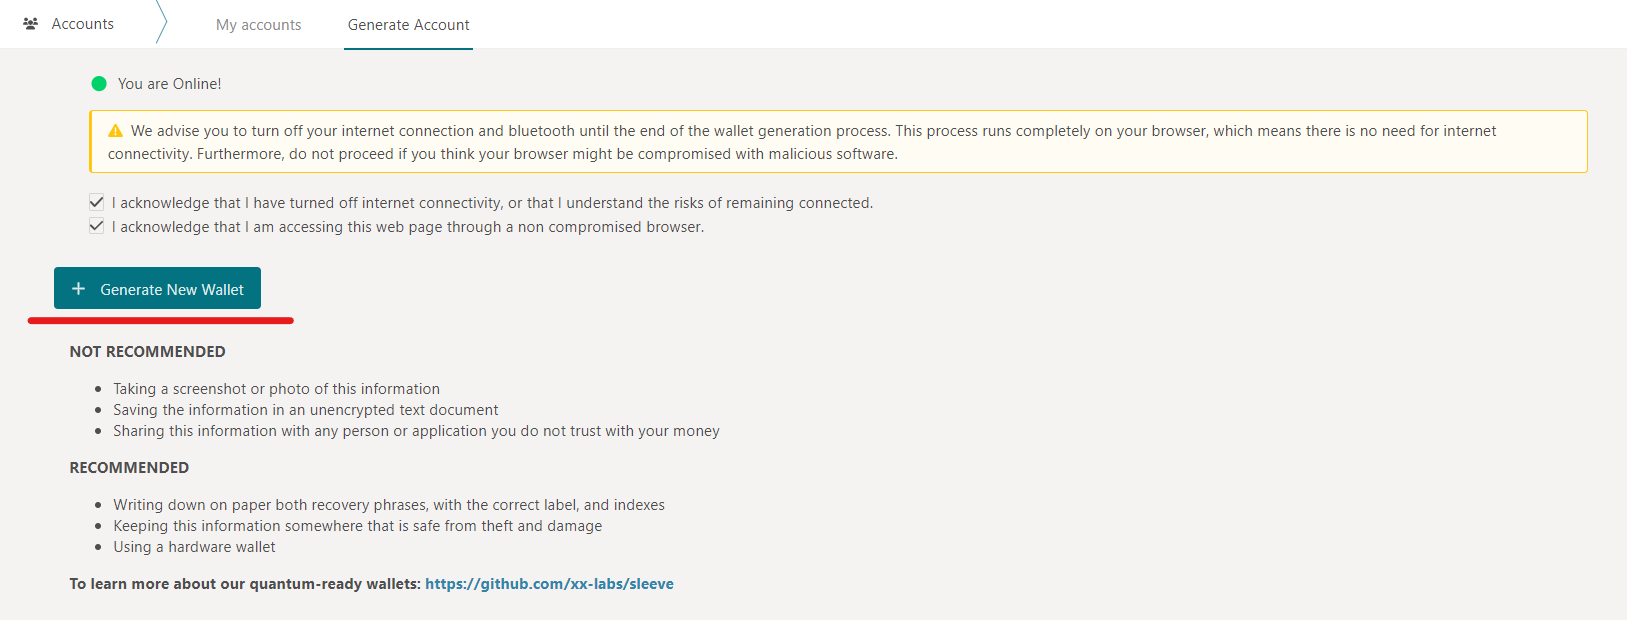 Accounts
My accounts
Generate Account
You are Online!
We advise you to turn off your internet connection and bluetooth until the end of the wallet generation process. This process runs completely on your browser, which means there is no need for internet
connectivity. Furthermore, do not proceed if you think your browser might be compromised with malicious software.
I acknowledge that I have turned off internet connectivity, or that I understand the risks of remaining connected.
I acknowledge that I am accessing this web page through a non compromised browser.
+ Generate New Wallet
NOT RECOMMENDED
• Taking a screenshot or photo of this information
• Saving the information in an unencrypted text document
• Sharing this information with any person or application you do not trust with your money
RECOMMENDED
• Writing down on paper both recovery phrases, with the correct label, and indexes
• Keeping this information somewhere that is safe from theft and damage
• Using a hardware wallet
To learn more about our quantum-ready wallets: https://github.com/xx-labs/sleeve